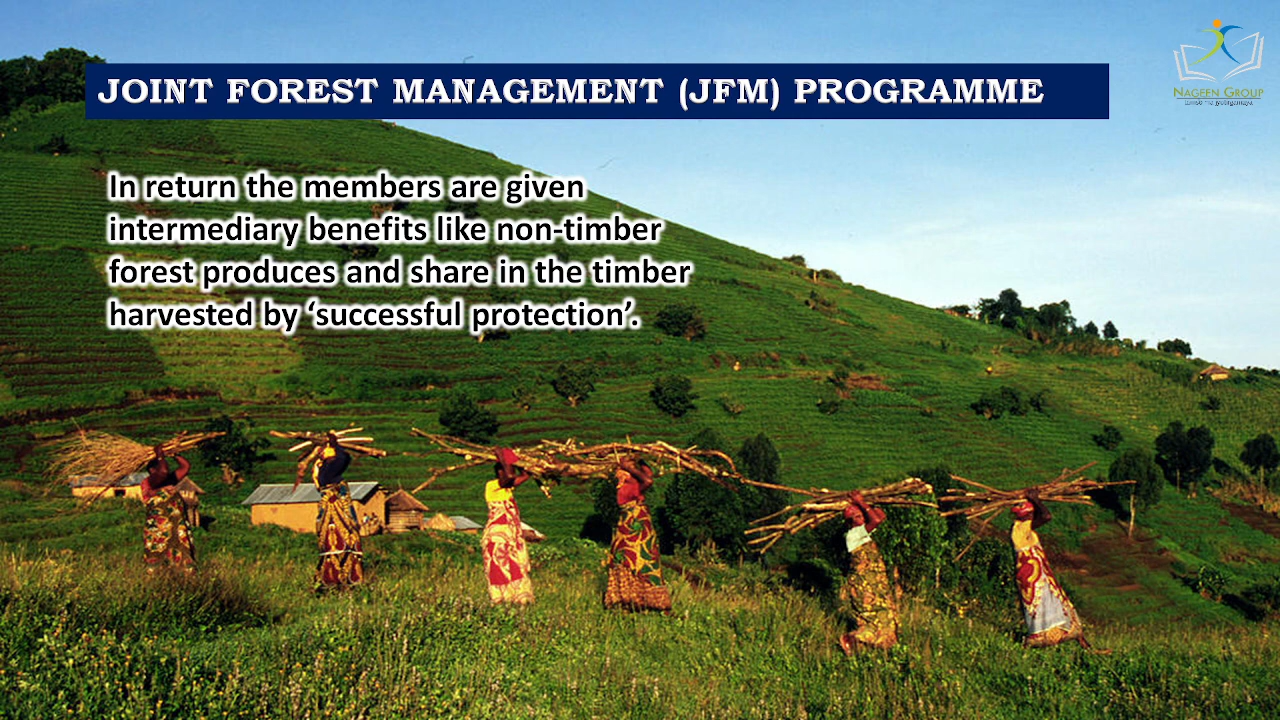 JOINT FOREST MANAGEMENT (JFM) PROGRAMME
NAGEEN GROUP
In return the members are given
intermediary benefits like non-timber
forest produces and share in the timber
harvested by ‘successful protection’.